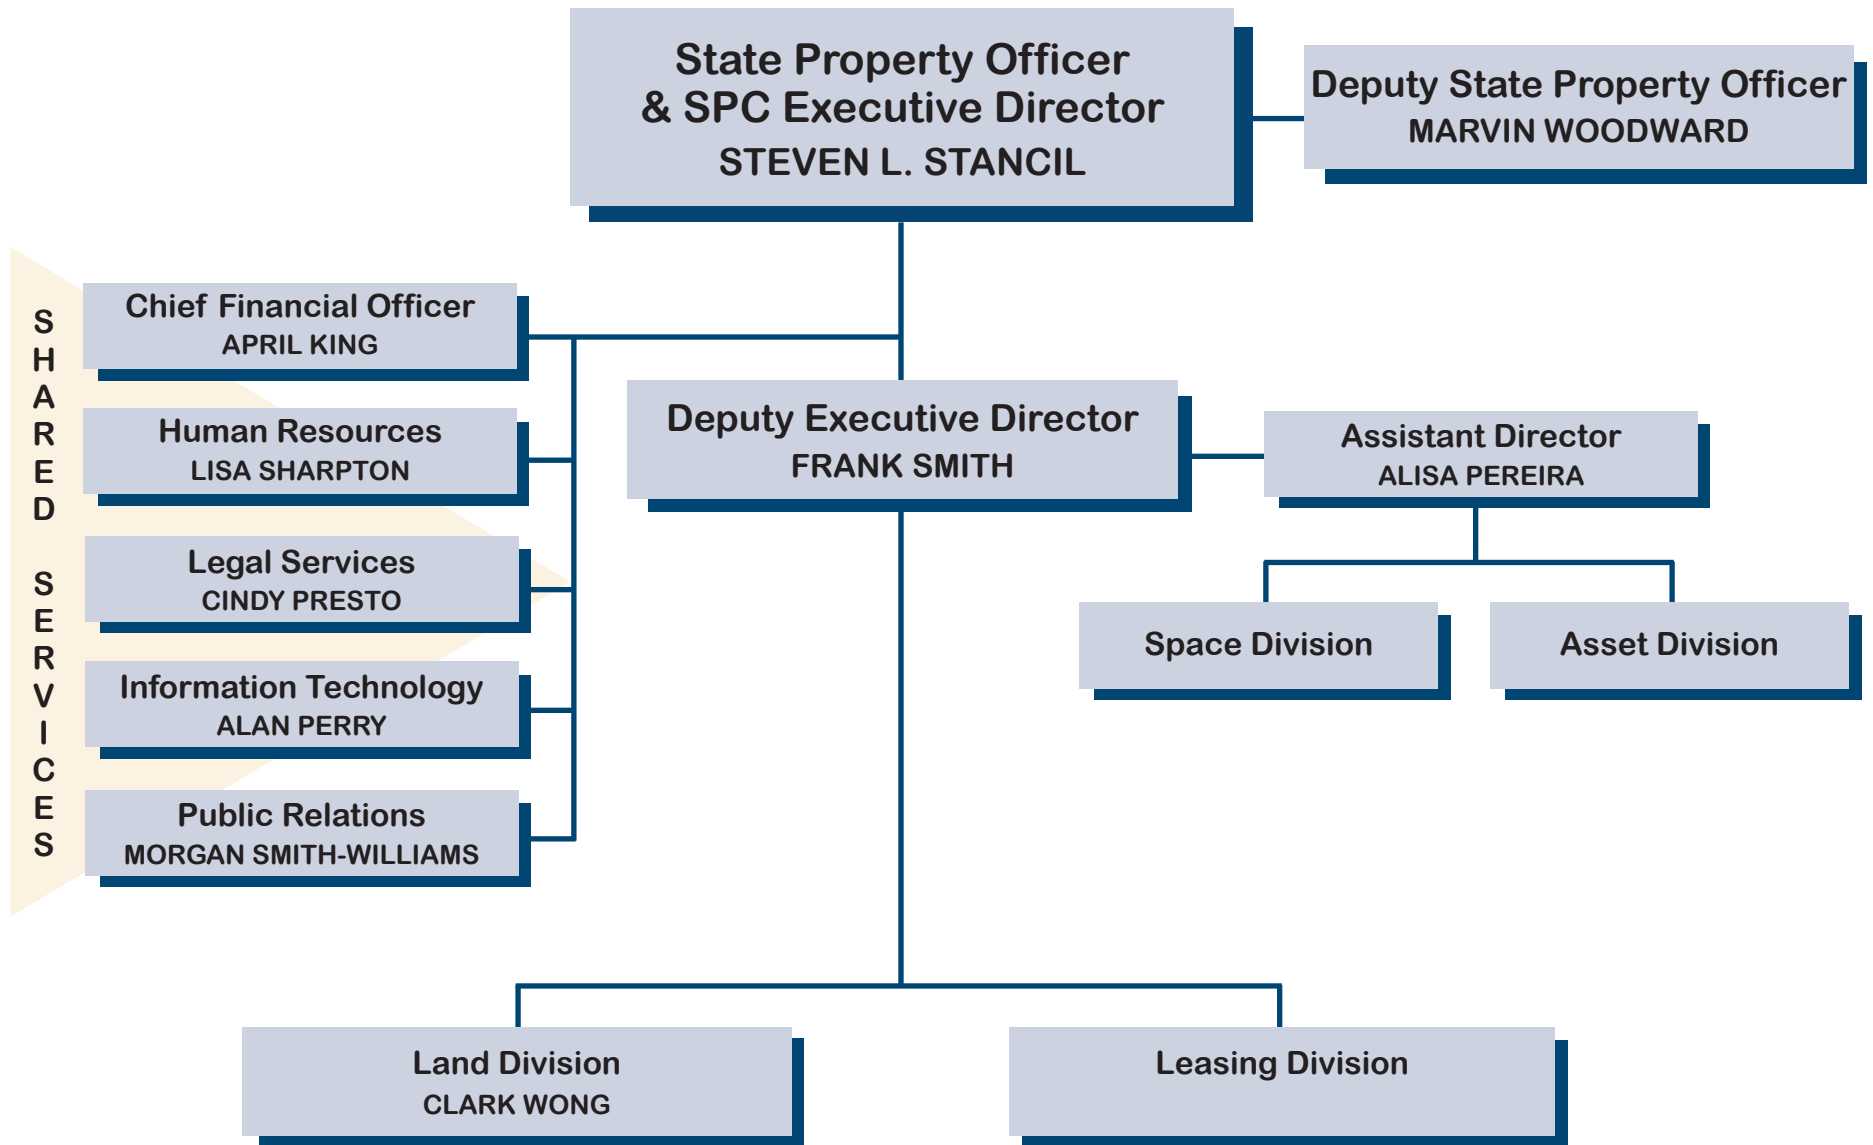 State Property Officer
& SPC Executive Director
STEVEN L. STANCIL
Deputy State Property Officer
MARVIN WOODWARD
SHARED SERVICES
Chief Financial Officer
APRIL KING
Human Resources
LISA SHARPTON
Legal Services
CINDY PRESTO
Information Technology
ALAN PERRY
Public Relations
MORGAN SMITH-WILLIAMS
Deputy Executive Director
FRANK SMITH
Assistant Director
ALISA PEREIRA
Space Division
Asset Division
Land Division
CLARK WONG
Leasing Division